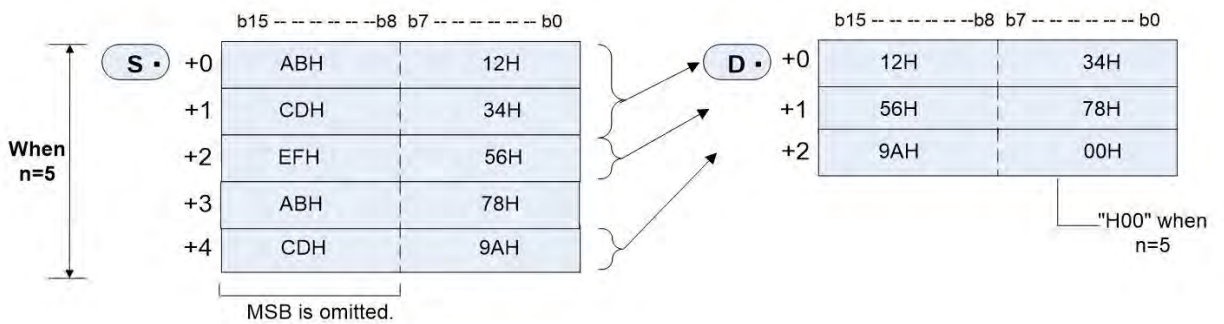 b15 -- -- -- -- --b8 b7 -- -- -- -- -- -- b0
b15 -- -- -- -- --b8 b7 -- -- -- -- -- -- b0
S · +0 ABH 12H
+1 CDH 34H
+2 EFH 56H
+3 ABH 78H
+4 CDH 9AH
When
n=5
MSB is omitted.
D · +0 12H 34H
+1 56H 78H
+2 9AH 00H
"H00" when
n=5